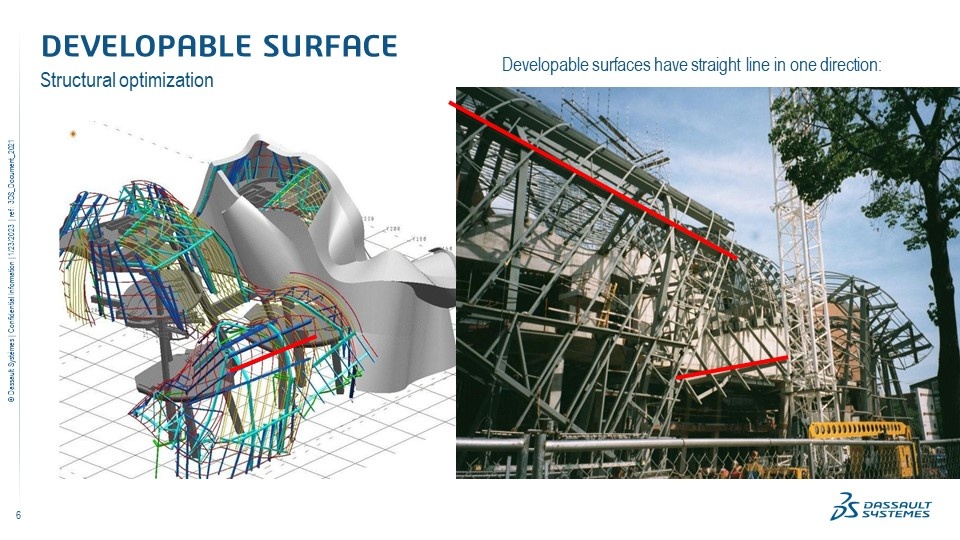 DEVELOPABLE SURFACE
Structural optimization
Developable surfaces have straight line in one direction:
© Dassault Systèmes | Confidential Information | 1/23/2023 | ref.: 3DS_Document_2021
6
DASSAULT
SYSTEMES